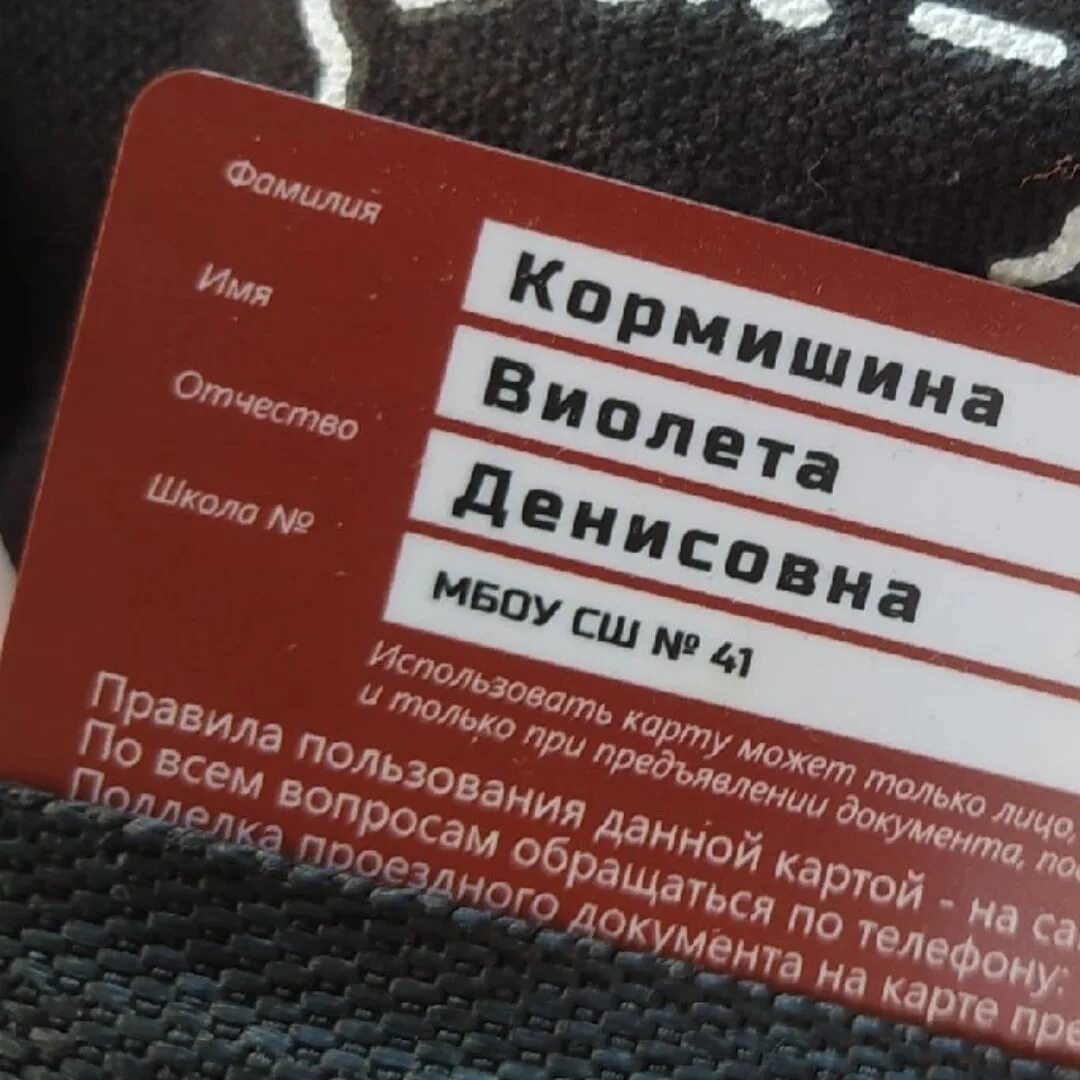 Фамилия Кормишина
Имя Виолета
Отчество Денисовна
Школа № МБОУ СШ № 41
Использовать карту может только лицо,
и только при предъявлении документа,
Правила пользования данной картой - на
По всем вопросам обращаться по телефону:
Подделка проездного документа на карте